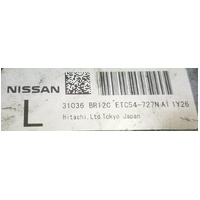 NISSAN
31036 BR12C ETC54-727N A1 1Y26
L
Hitachi,Ltd.Tokyo Japan